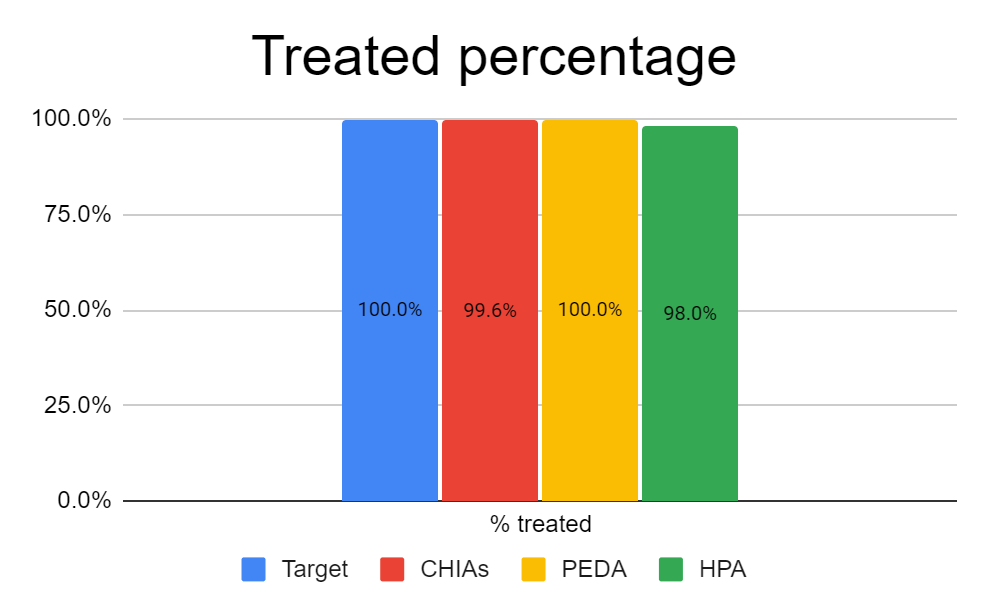 Treated percentage
100.0%
75.0%
50.0%
25.0%
0.0%
100.0% 99.6% 100.0% 98.0%
% treated
Target CHIAs PEDA HPA